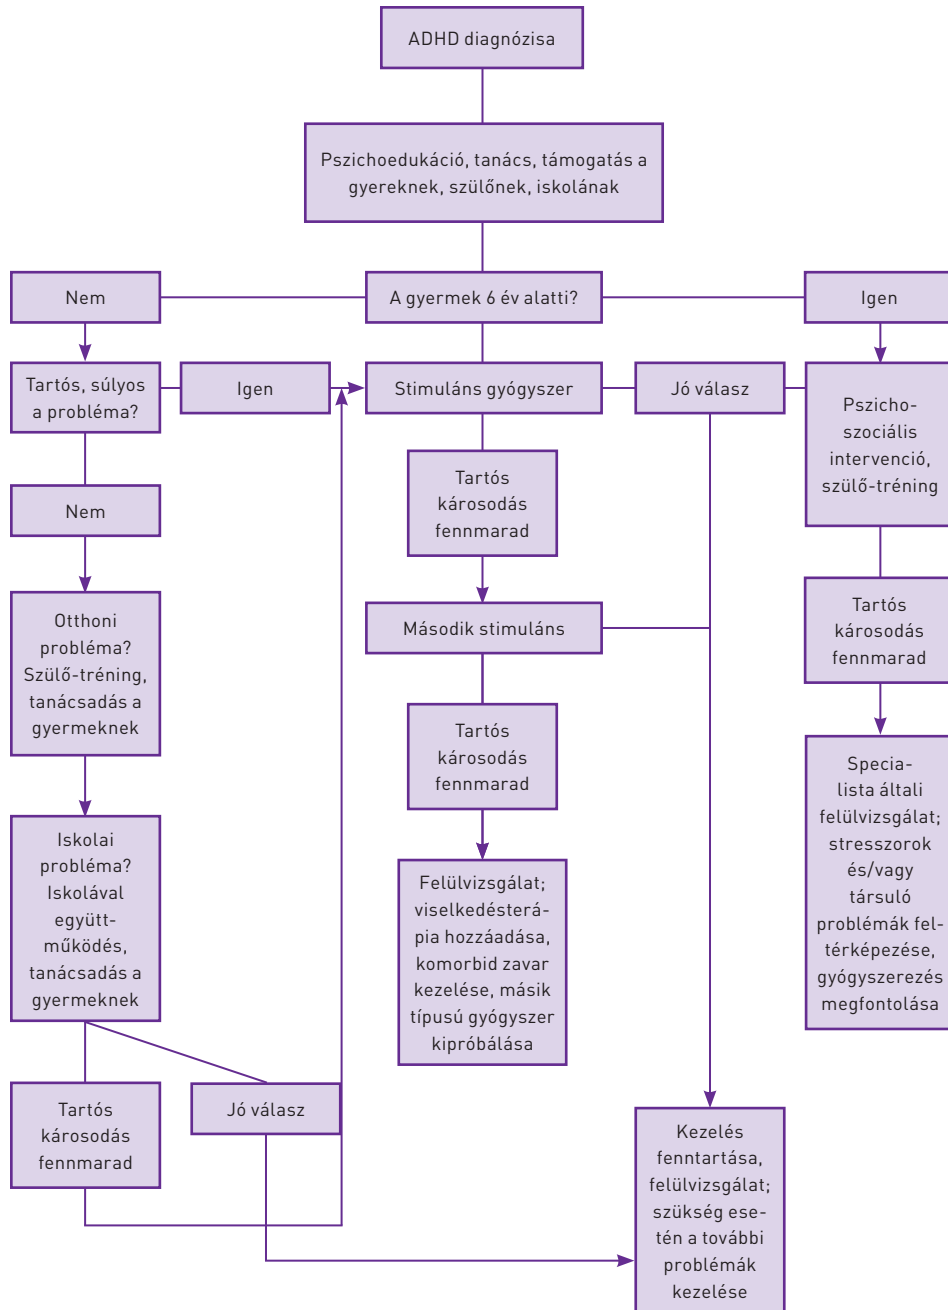 ADHD diagnózisa
Pszichoedukáció, tanács, támogatás a
gyereknek, szülőnek, iskolának
Nem
A gyermek 6 év alatti?
Igen
Tartós, súlyos
a probléma?
Igen
Stimuláns gyógyszer
Jó válasz
Pszicho-
szociális
intervenció,
szülő-tréning
Nem
Tartós
károsodás
fennmarad
Otthoni
probléma?
Szülő-tréning,
tanácsadás a
gyermeknek
Második stimuláns
Tartós
károsodás
fennmarad
Tartós
károsodás
fennmarad
Specia-
lista általi
felülvizsgálat;
stresszorok
és/vagy
társuló
problémák fel-
térképezése,
gyógyszerezés
megfontolása
Iskolai
probléma?
Iskolával
együtt-
működés,
tanácsadás a
gyermeknek
Felülvizsgálat;
viselkedésterá-
pia hozzáadása,
komorbid zavar
kezelése, másik
típusú gyógyszer
kipróbálása
Tartós
károsodás
fennmarad
Jó válasz
Kezelés
fenntartása,
felülvizsgálat;
szükség ese-
tén a további
problémák
kezelése